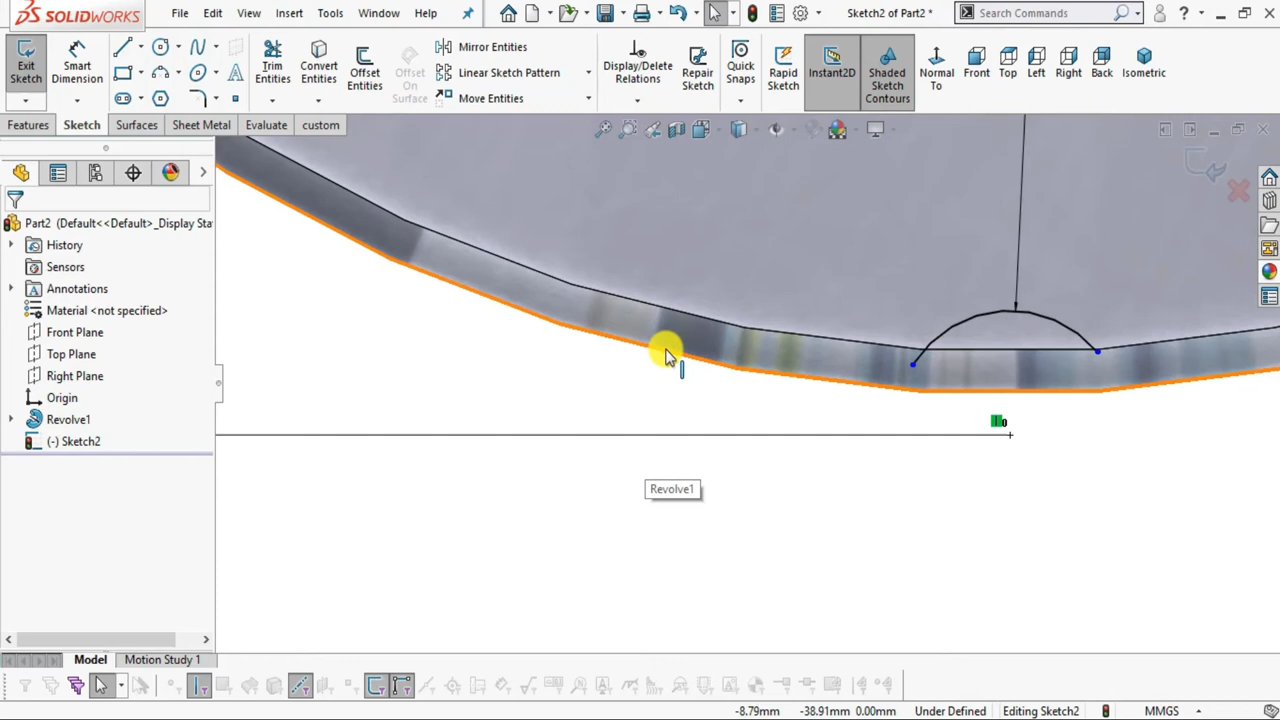 SOLIDWORKS
File Edit View Insert Tools Window Help
Sketch2 of Part2 *
Search Commands
Exit Sketch
Smart Dimension
Trim Entities
Convert Entities
Offset Entities
Offset On Surface
Mirror Entities
Linear Sketch Pattern
Move Entities
Display/Delete Relations
Repair Sketch
Quick Snaps
Rapid Sketch
Instant2D
Shaded Sketch Contours
Normal To
Front
Top
Left
Right
Back
Isometric
Features Sketch Surfaces Sheet Metal Evaluate custom
Part2 (Default<<Default>_Display Sta
History
Sensors
Annotations
Material <not specified>
Front Plane
Top Plane
Right Plane
Origin
Revolve1
(-) Sketch2
0
Revolve1
Model Motion Study 1
-8.79mm -38.91mm 0.00mm Under Defined Editing Sketch2 MMGS